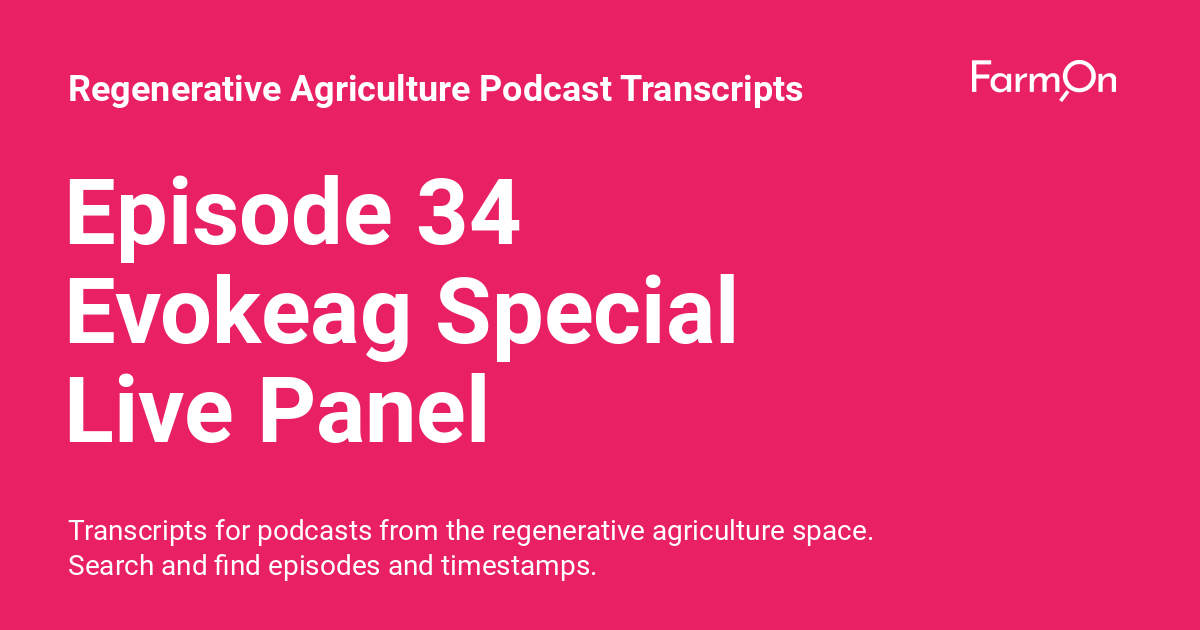 Regenerative Agriculture Podcast Transcripts
FarmOn
Episode 34
Evokeag Special
Live Panel
Transcripts for podcasts from the regenerative agriculture space.
Search and find episodes and timestamps.